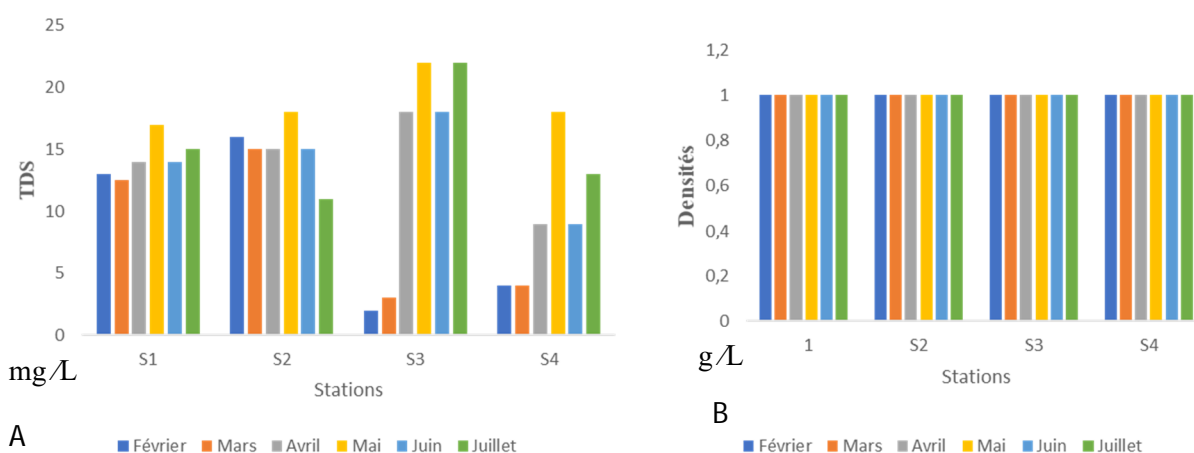 25
20
15
10
5
0
TDS
mg/L
S1 S2 S3 S4
Stations
A
Février Mars Avril Mai Juin Juillet
1,2
1
0,8
0,6
0,4
0,2
0
Densités
g/L
1 S2 S3 S4
Stations
B
Février Mars Avril Mai Juin Juillet